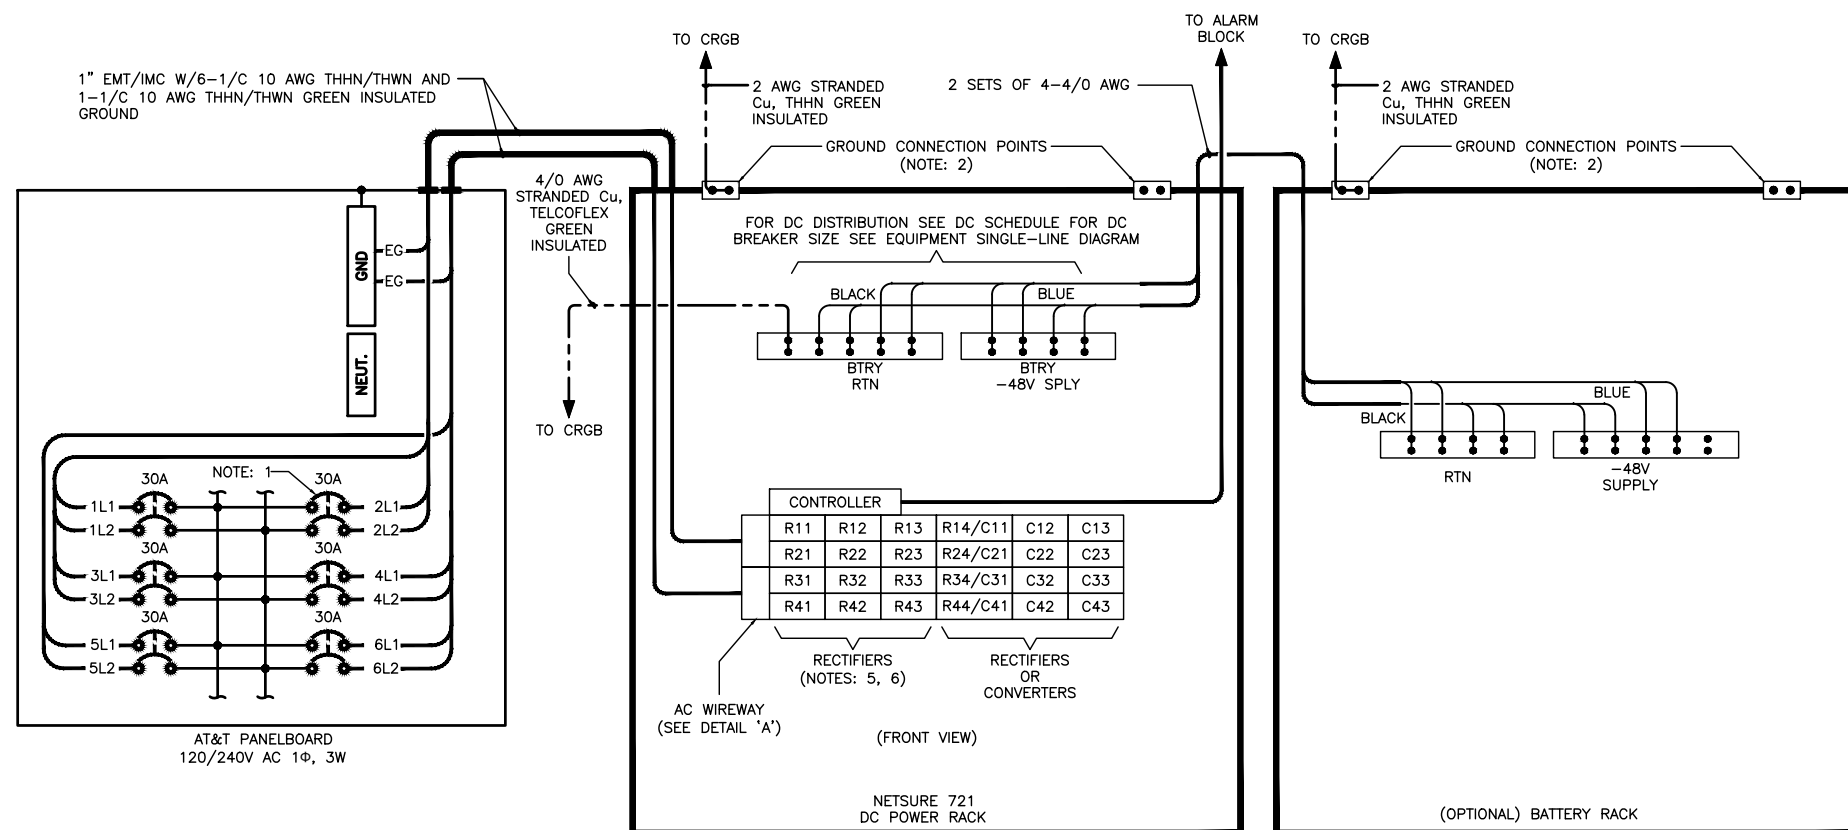 TO ALARM
BLOCK
TO CRGB
TO CRGB
1" EMT/IMC W/6-1/C 10 AWG THHN/THWN AND
1-1/C 10 AWG THHN/THWN GREEN INSULATED
GROUND
2 AWG STRANDED
Cu, THHN GREEN
INSULATED
2 SETS OF 4-4/0 AWG
2 AWG STRANDED
Cu, THHN GREEN
INSULATED
GROUND CONNECTION POINTS
(NOTE: 2)
GROUND CONNECTION POINTS
(NOTE: 2)
4/0 AWG
STRANDED Cu,
TELCOFLEX
GREEN
INSULATED
FOR DC DISTRIBUTION SEE DC SCHEDULE FOR DC
BREAKER SIZE SEE EQUIPMENT SINGLE-LINE DIAGRAM
GND
EG
EG
NEUT.
BLACK
BLUE
BTRY
RTN
BTRY
-48V SPLY
TO CRGB
BLUE
BLACK
RTN
-48V
SUPPLY
NOTE: 1
30A
30A
1L1
2L1
1L2
2L2
30A
30A
3L1
4L1
3L2
4L2
30A
30A
5L1
6L1
5L2
6L2
CONTROLLER
R11 R12 R13 R14/C11 C12 C13
R21 R22 R23 R24/C21 C22 C23
R31 R32 R33 R34/C31 C32 C33
R41 R42 R43 R44/C41 C42 C43
RECTIFIERS
(NOTES: 5, 6)
RECTIFIERS
OR
CONVERTERS
AC WIREWAY
(SEE DETAIL 'A')
(FRONT VIEW)
AT&T PANELBOARD
120/240V AC 1Φ, 3W
NETSURE 721
DC POWER RACK
(OPTIONAL) BATTERY RACK